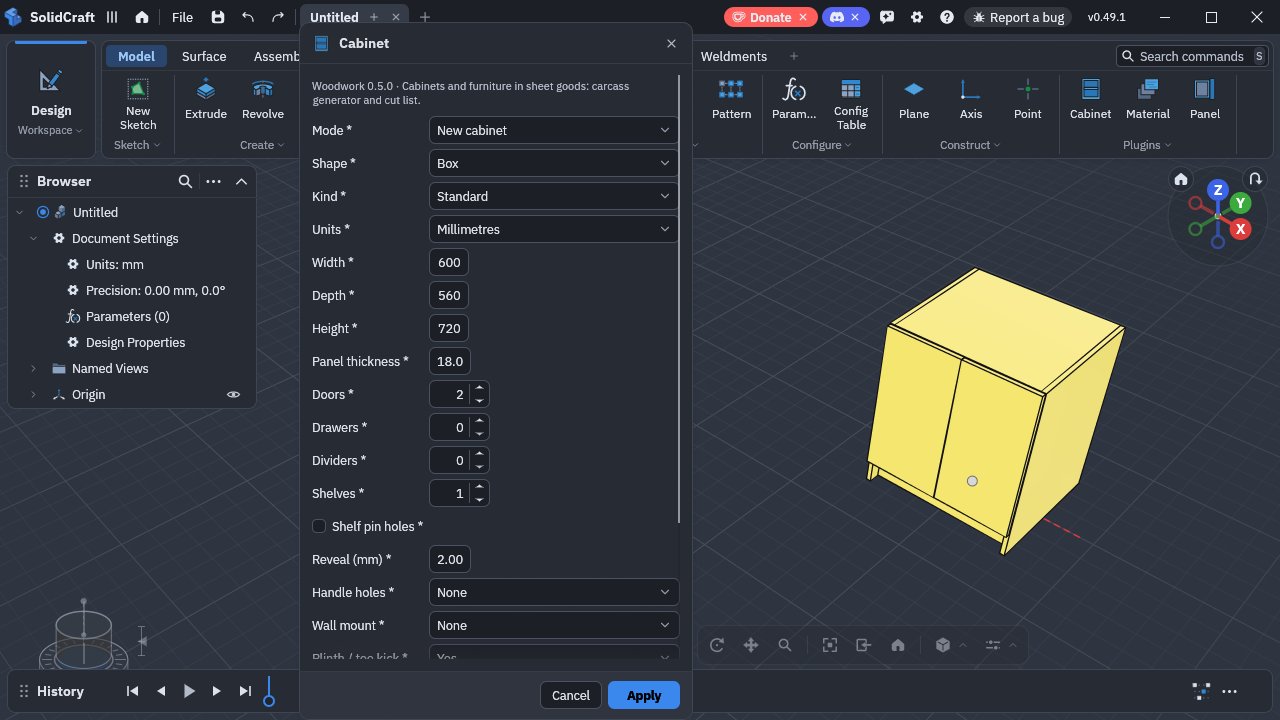 SolidCraft
File
Untitled
Donate
Report a bug
v0.49.1
Model
Surface
Assemb
Weldments
Search commands
S
Design
Workspace
New
Sketch
Extrude
Revolve
Pattern
Param...
Config
Table
Plane
Axis
Point
Cabinet
Material
Panel
Sketch
Create
Configure
Construct
Plugins
Browser
Untitled
Document Settings
Units: mm
Precision: 0.00 mm, 0.0°
Parameters (0)
Design Properties
Named Views
Origin
Cabinet
Woodwork 0.5.0 · Cabinets and furniture in sheet goods: carcass
generator and cut list.
Mode * New cabinet
Shape * Box
Kind * Standard
Units * Millimetres
Width * 600
Depth * 560
Height * 720
Panel thickness * 18.0
Doors * 2
Drawers * 0
Dividers * 0
Shelves * 1
Shelf pin holes *
Reveal (mm) * 2.00
Handle holes * None
Wall mount * None
Plinth / toe kick * Yes
Cancel
Apply
Z
Y
X
History